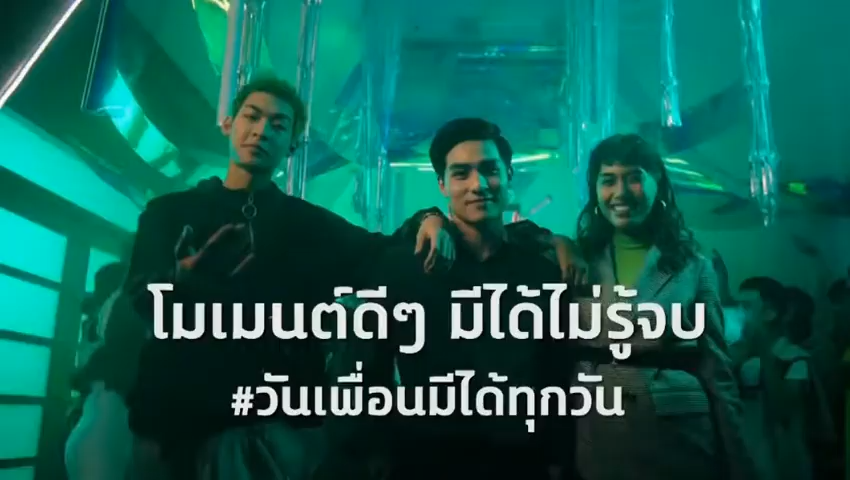 โมเมนต์ดีๆ มีได้ไม่รู้จบ
#วันเพื่อนมีได้ทุกวัน